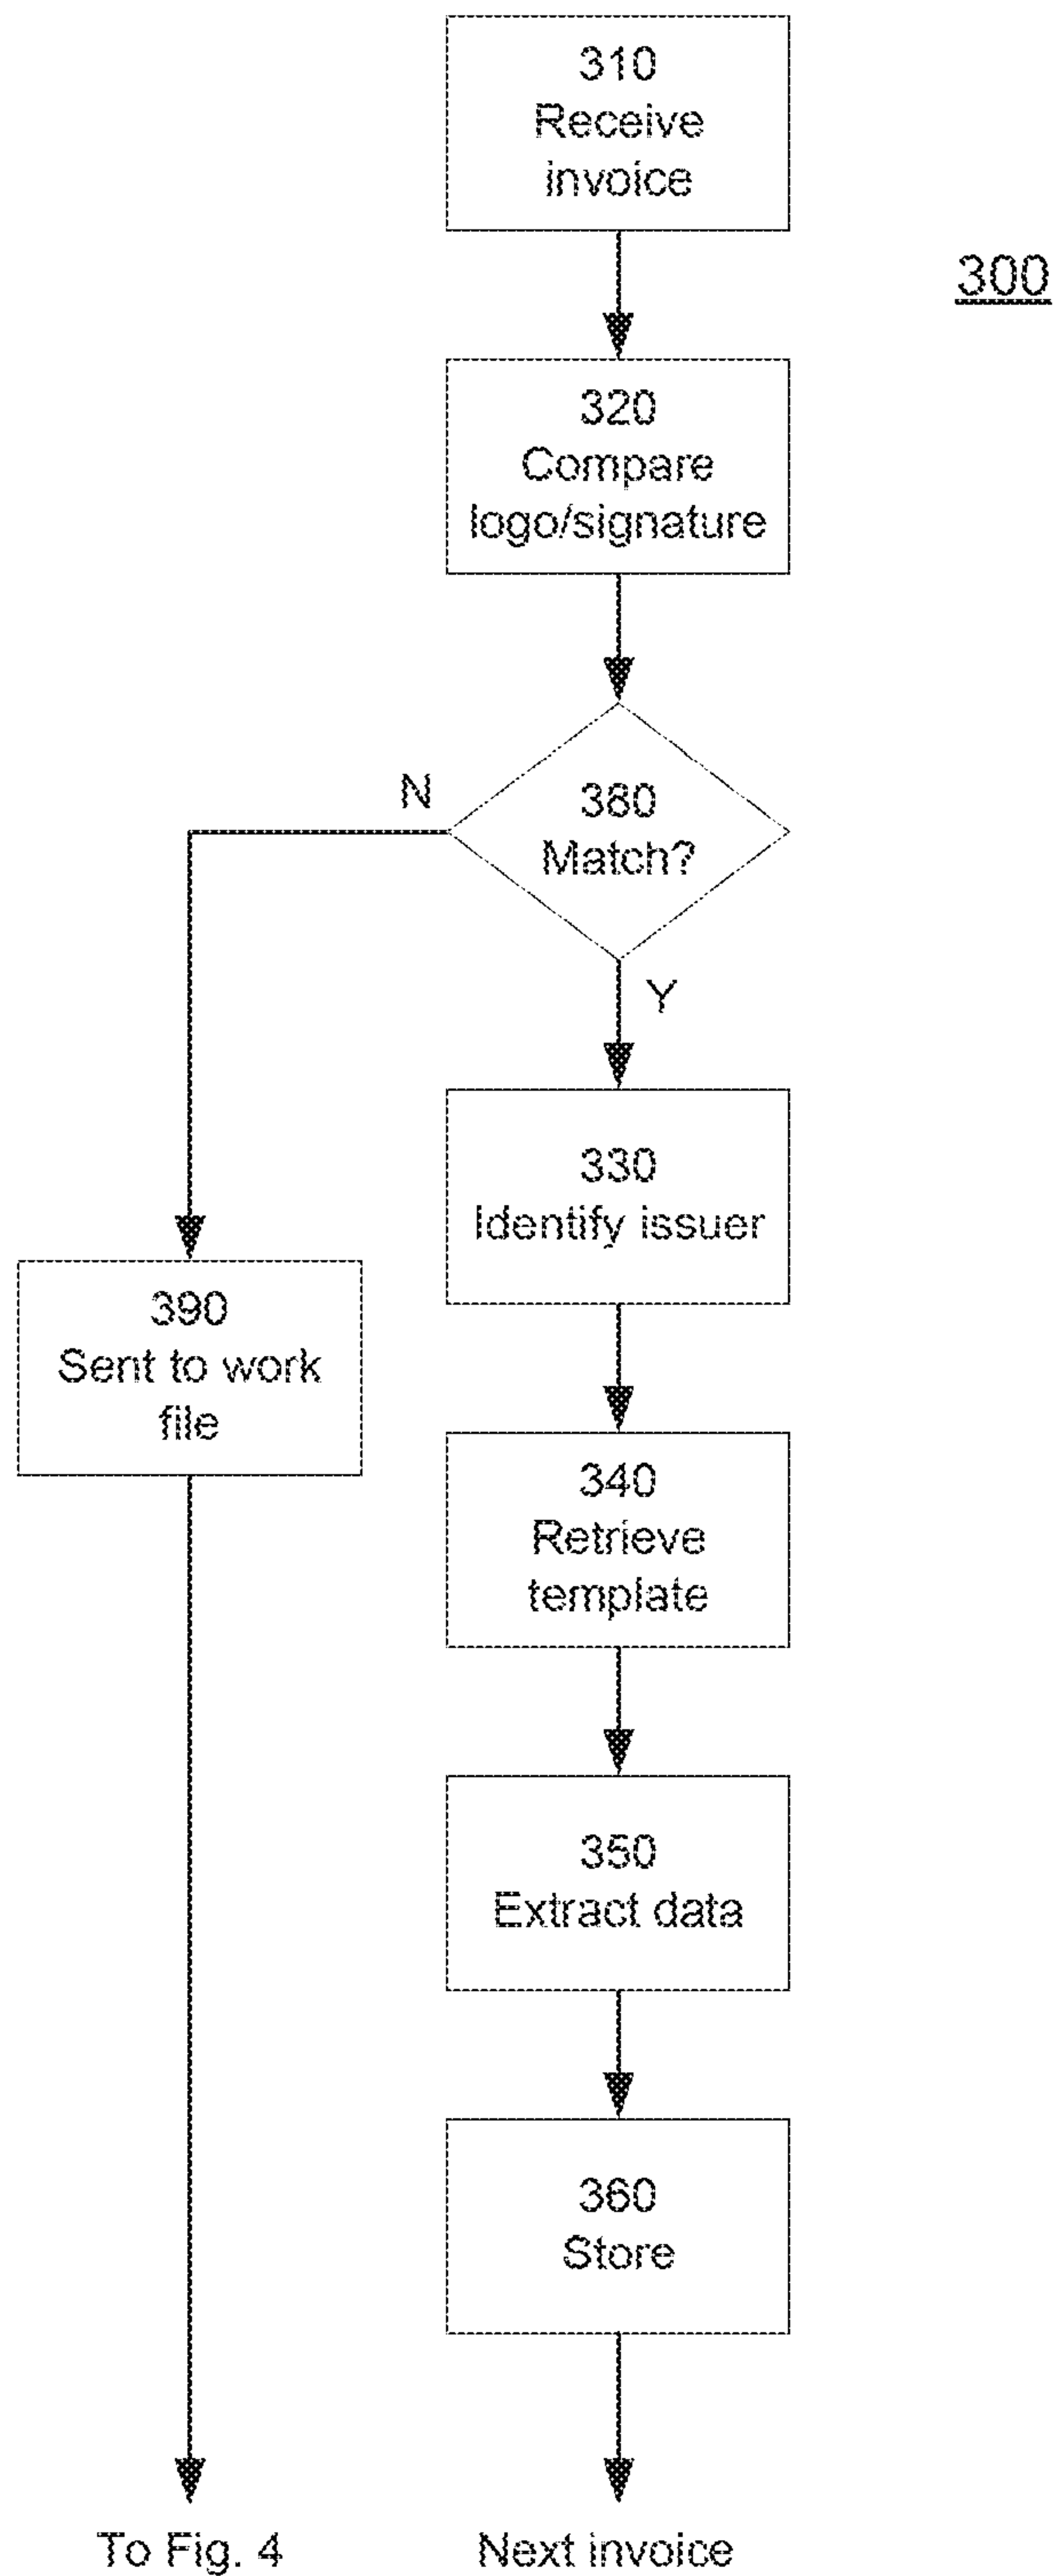 310
Receive
invoice
300
320
Compare
logo/signature
380
Match?
N
Y
330
Identify issuer
390
Sent to work
file
340
Retrieve
template
350
Extract data
360
Store
To Fig. 4
Next invoice